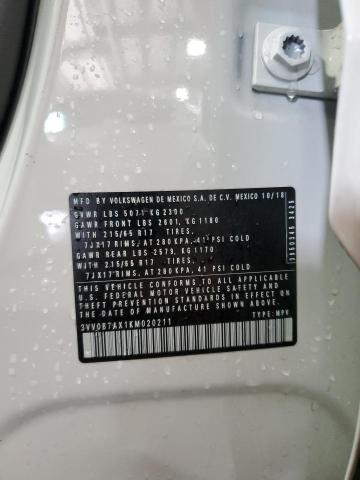 MFD BY VOLKSWAGEN DE MEXICO S.A. DE C.V. MEXICO 10/18
GVWR LBS 5071 KG 2300
GAWR FRONT LBS 2601, KG 1180
WITH 215/65 R17 TIRES,
7JX17 RIMS, AT 280 KPA, 41 PSI COLD
GAWR REAR LBS 2579, KG 1170
WITH 215/65 R17 TIRES,
7JX17 RIMS, AT 280 KPA, 41 PSI COLD
THIS VEHICLE CONFORMS TO ALL APPLICABLE
U.S. FEDERAL MOTOR VEHICLE SAFETY AND
THEFT PREVENTION STANDARDS IN EFFECT ON THE
DATE OF MANUFACTURE SHOWN ABOVE.
3VV0B7AX1KM020211
TYPE: MPV